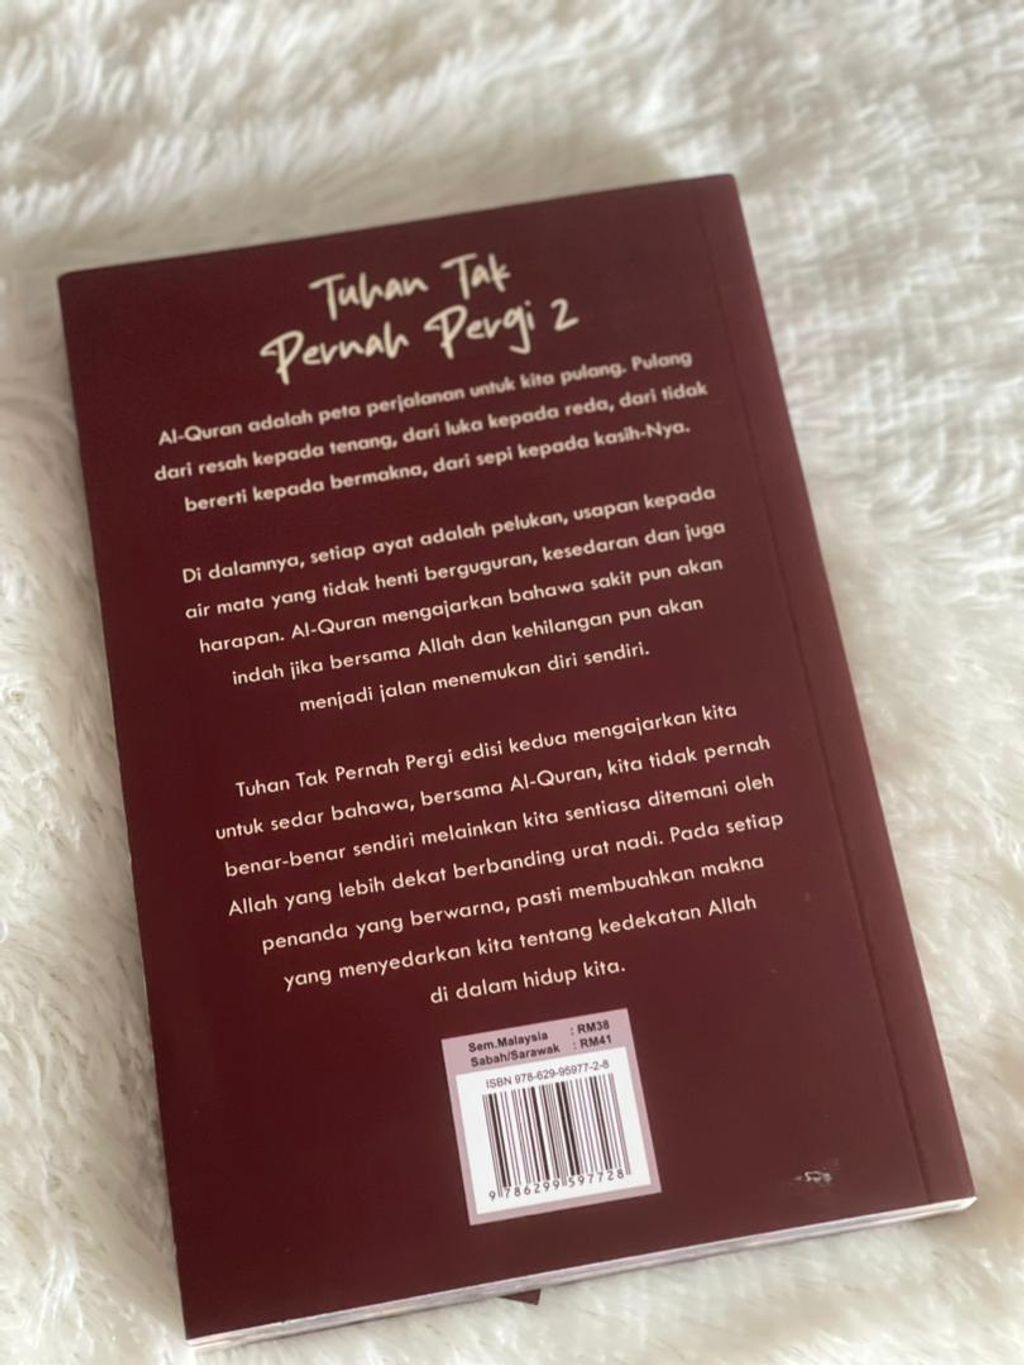 Tuhan Tak
Pernah Pergi 2
Al-Quran adalah peta perjalanan untuk kita pulang. Pulang
dari resah kepada tenang, dari luka kepada reda, dari tidak
bererti kepada bermakna, dari sepi kepada kasih-Nya.
Di dalamnya, setiap ayat adalah pelukan, usapan kepada
air mata yang tidak henti berguguran, kesedaran dan juga
harapan. Al-Quran mengajarkan bahawa sakit pun akan
indah jika bersama Allah dan kehilangan pun akan
menjadi jalan menemukan diri sendiri.
Tuhan Tak Pernah Pergi edisi kedua mengajarkan kita
untuk sedar bahawa, bersama Al-Quran, kita tidak pernah
benar-benar sendiri melainkan kita sentiasa ditemani oleh
Allah yang lebih dekat berbanding urat nadi. Pada setiap
penanda yang berwarna, pasti membuahkan makna
yang menyedarkan kita tentang kedekatan Allah
di dalam hidup kita.
Sem.Malaysia : RM38
Sabah/Sarawak : RM41
ISBN 978-629-95977-2-8
9 786299 597728